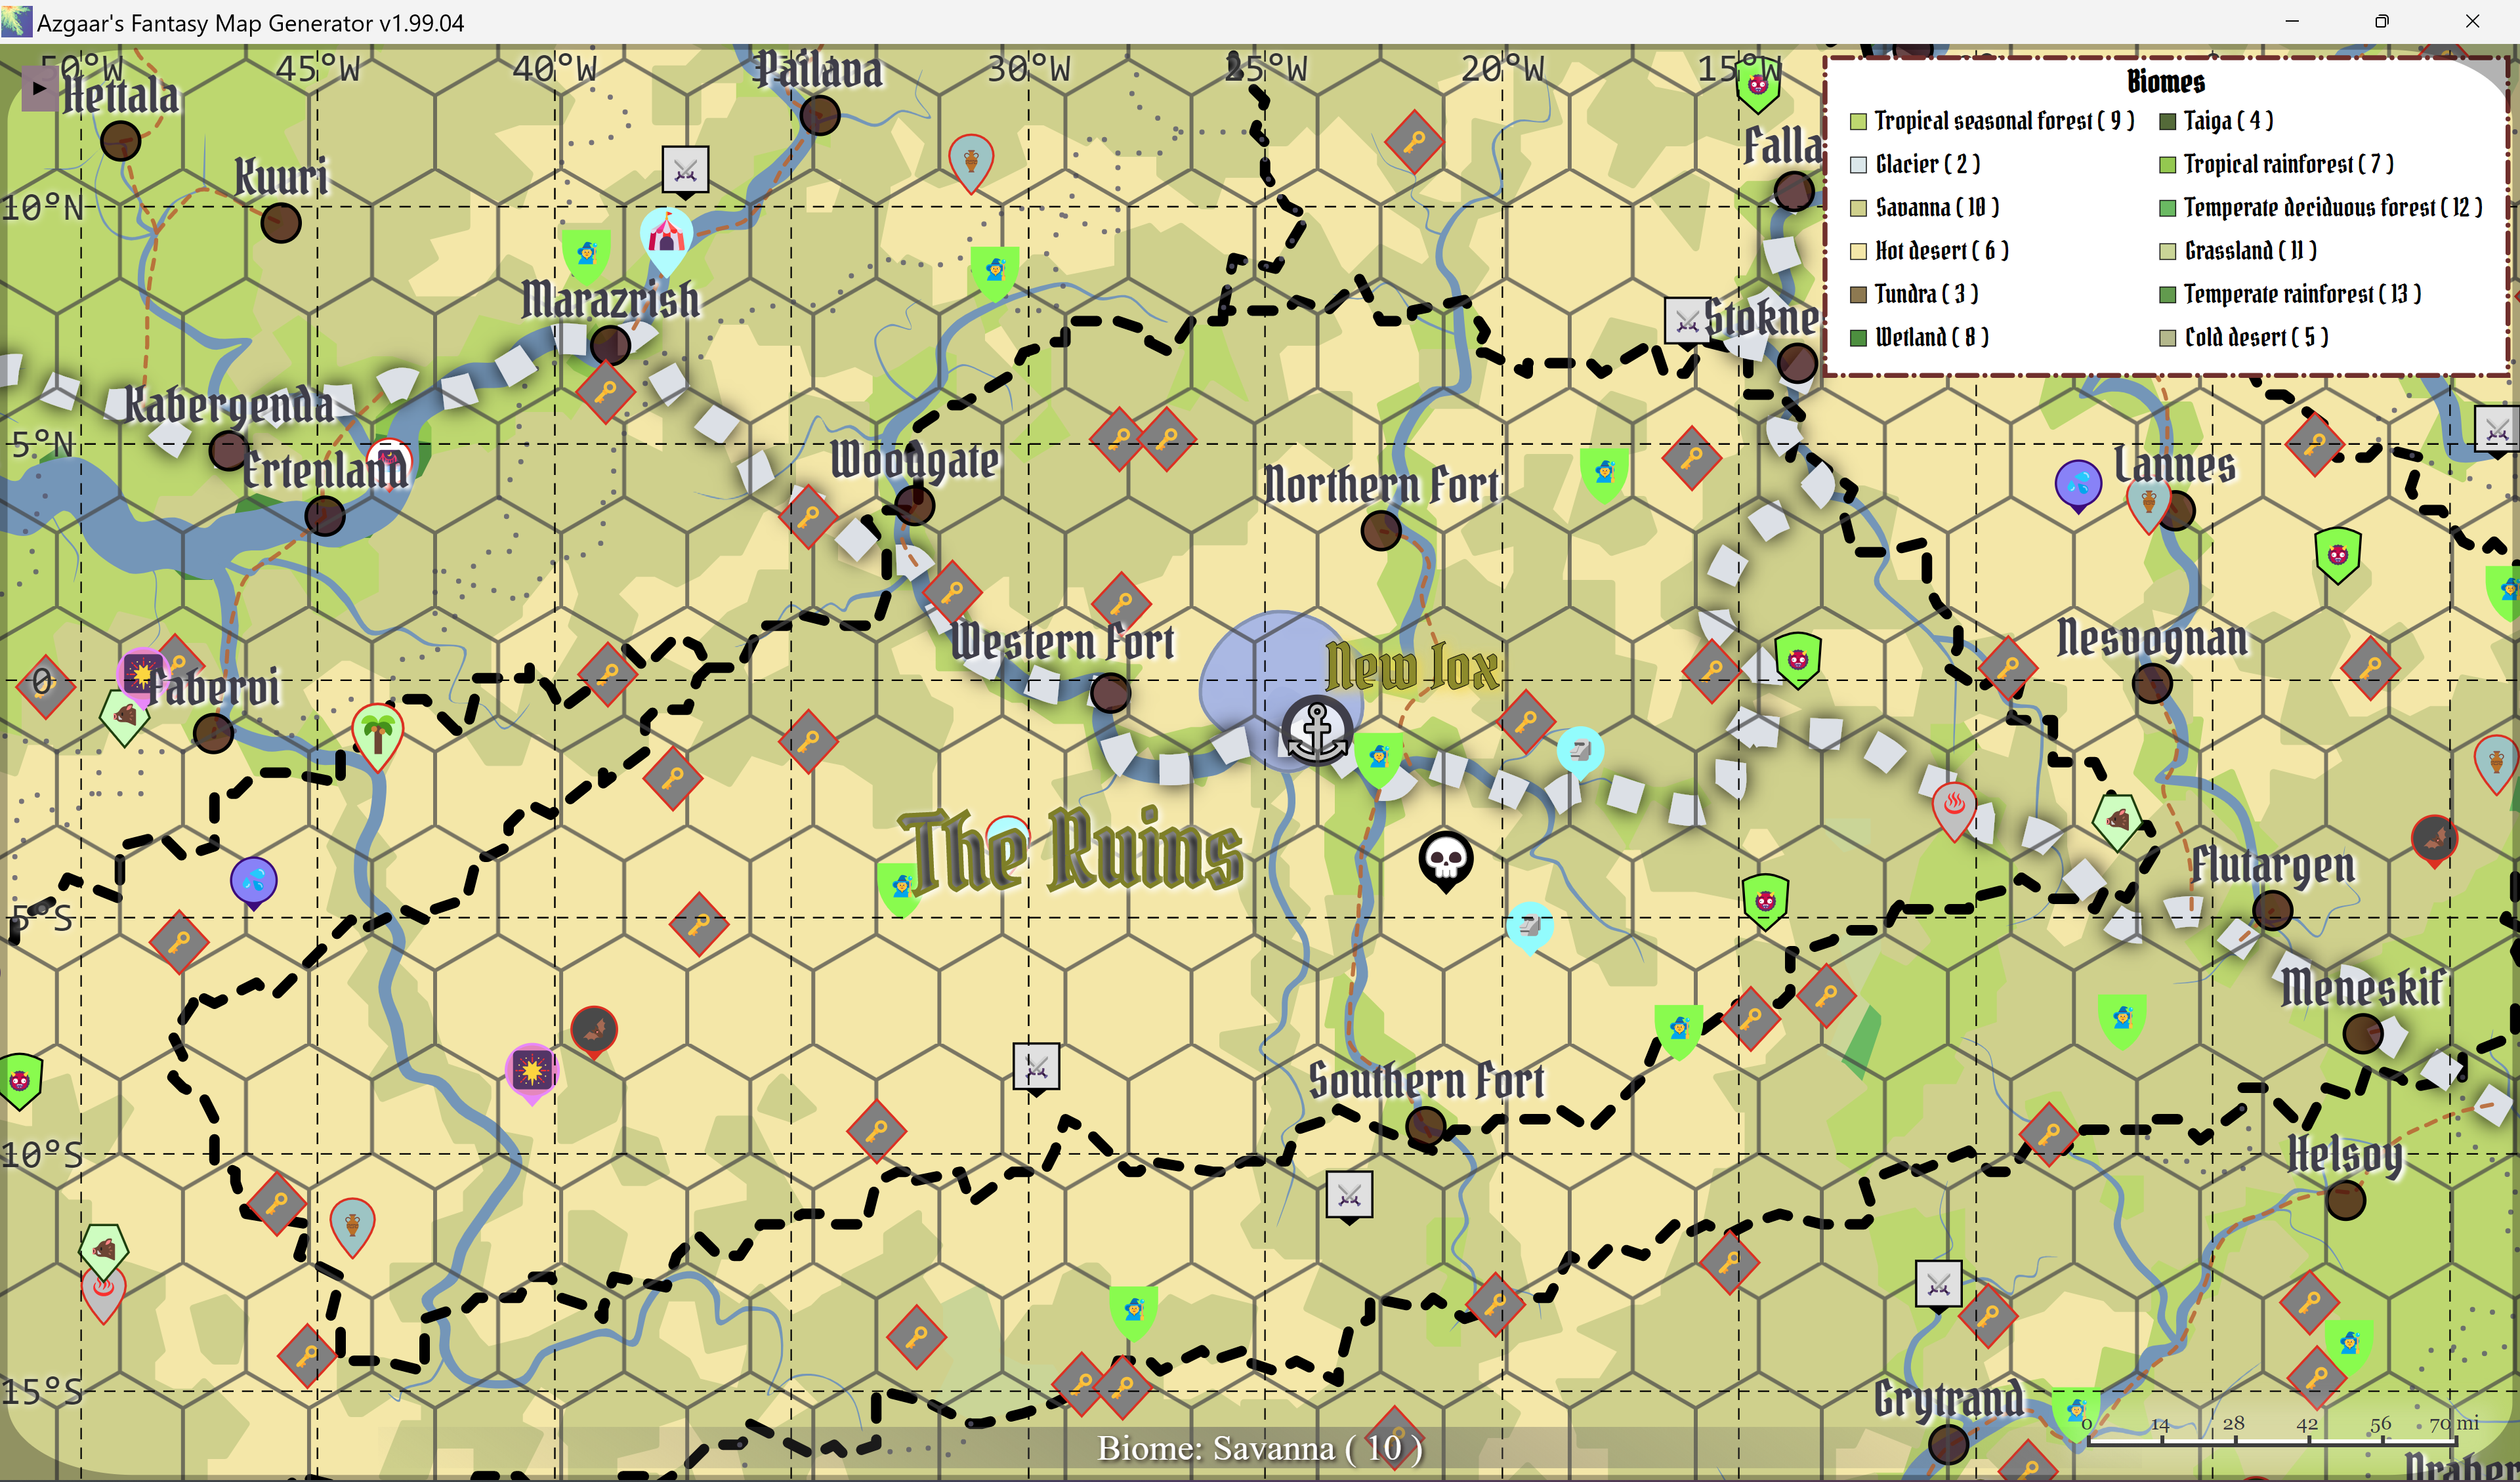 Azgaar's Fantasy Map Generator v1.99.04
50°W
45°W
40°W
30°W
25°W
20°W
15°W
Hettala
Pailava
Kuuri
Falla
10°N
Biomes
Tropical seasonal forest ( 9 )
Glacier ( 2 )
Savanna ( 10 )
Hot desert ( 6 )
Tundra ( 3 )
Wetland ( 8 )
Taiga ( 4 )
Tropical rainforest ( 7 )
Temperate deciduous forest ( 12 )
Grassland ( 11 )
Temperate rainforest ( 13 )
Cold desert ( 5 )
Marazrish
Stokne
Kabergenda
5°N
Ertenland
Woodgate
Northern Fort
Lannes
Western Fort
New Iox
Nesvognan
0°
Fabervi
The Ruins
Flutargen
5°S
Meneskif
Southern Fort
10°S
Helsoy
15°S
Grytrand
0 14 28 42 56 70 mi
Biome: Savanna ( 10 )